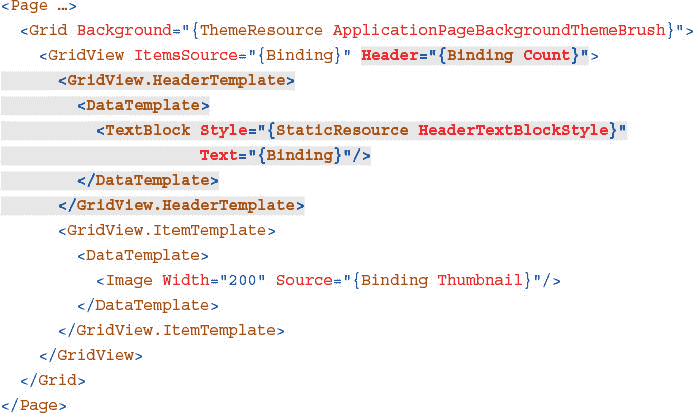 <Page …>
  <Grid Background="{ThemeResource ApplicationPageBackgroundThemeBrush}">
    <GridView ItemsSource="{Binding}" Header="{Binding Count}">
      <GridView.HeaderTemplate>
        <DataTemplate>
          <TextBlock Style="{StaticResource HeaderTextBlockStyle}"
                     Text="{Binding}"/>
        </DataTemplate>
      </GridView.HeaderTemplate>
      <GridView.ItemTemplate>
        <DataTemplate>
          <Image Width="200" Source="{Binding Thumbnail}"/>
        </DataTemplate>
      </GridView.ItemTemplate>
    </GridView>
  </Grid>
</Page>